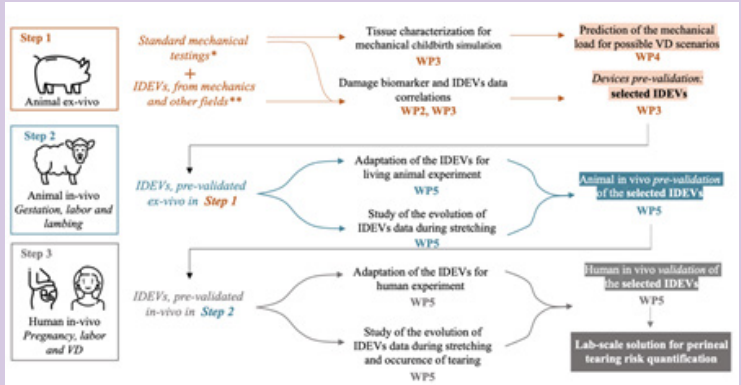 Step 1
Animal ex-vivo
Standard mechanical
testings*
+
IDEVs, from mechanics
and other fields**
Tissue characterization for
mechanical childbirth simulation
WP3
Prediction of the mechanical
load for possible VD scenarios
WP4
Damage biomarker and IDEVs data
correlations
WP2, WP3
Devices pre-validation:
selected IDEVs
WP3
Step 2
Animal in-vivo
Gestation, labor and
lambing
IDEVs, pre-validated
ex-vivo in Step 1
Adaptation of the IDEVs for
living animal experiment
WP5
Study of the evolution of
IDEVs data during stretching
WP5
Animal in vivo pre-validation
of the selected IDEVs
WP5
Step 3
Human in-vivo
Pregnancy, labor
and VD
IDEVs, pre-validated
in-vivo in Step 2
Adaptation of the IDEVs for
human experiment
WP5
Study of the evolution of
IDEVs data during stretching
and occurence of tearing
WP5
Human in vivo validation of
the selected IDEVs
WP5
Lab-scale solution for perineal
tearing risk quantification